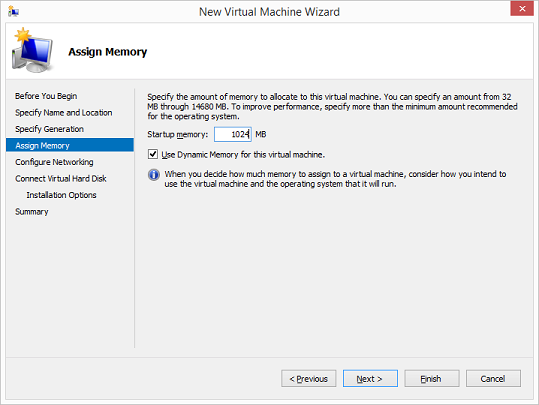 New Virtual Machine Wizard
Assign Memory
Before You Begin
Specify Name and Location
Specify Generation
Assign Memory
Configure Networking
Connect Virtual Hard Disk
Installation Options
Summary
Specify the amount of memory to allocate to this virtual machine. You can specify an amount from 32
MB through 14680 MB. To improve performance, specify more than the minimum amount recommended
for the operating system.
Startup memory: 1024 MB
Use Dynamic Memory for this virtual machine.
When you decide how much memory to assign to a virtual machine, consider how you intend to
use the virtual machine and the operating system that it will run.
< Previous Next > Finish Cancel